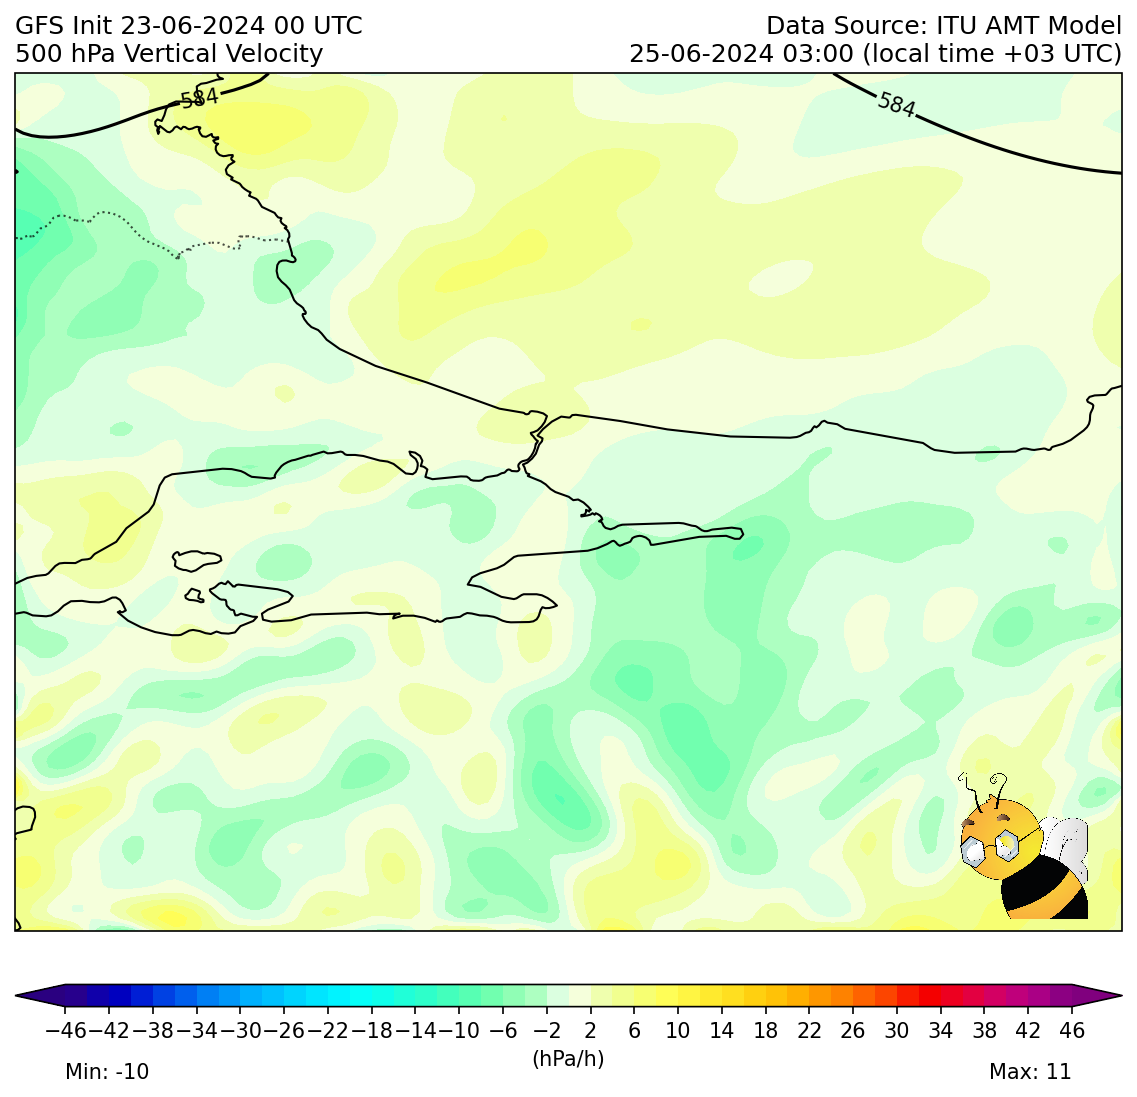 GFS Init 23-06-2024 00 UTC
Data Source: ITU AMT Model
500 hPa Vertical Velocity
25-06-2024 03:00 (local time +03 UTC)
584
584
−46 −42 −38 −34 −30 −26 −22 −18 −14 −10 −6 −2 2 6 10 14 18 22 26 30 34 38 42 46
(hPa/h)
Min: -10
Max: 11